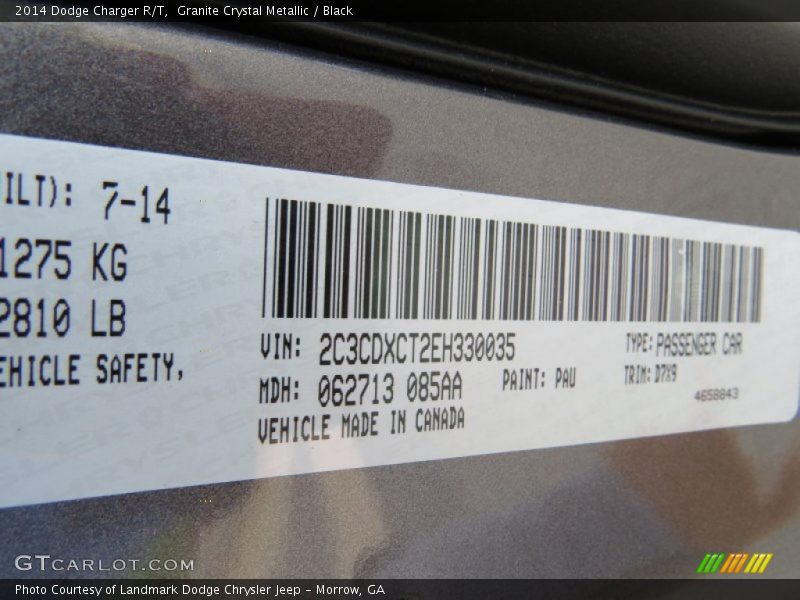 2014 Dodge Charger R/T, Granite Crystal Metallic / Black
ILT): 7-14
1275 KG
2810 LB
EHICLE SAFETY,
VIN: 2C3CDXCT2EH330035
TYPE: PASSENGER CAR
MDH: 062713 085AA
PAINT: PAU
TRIM: D7X9
4658843
VEHICLE MADE IN CANADA
GTCARLOT.COM
Photo Courtesy of Landmark Dodge Chrysler Jeep - Morrow, GA